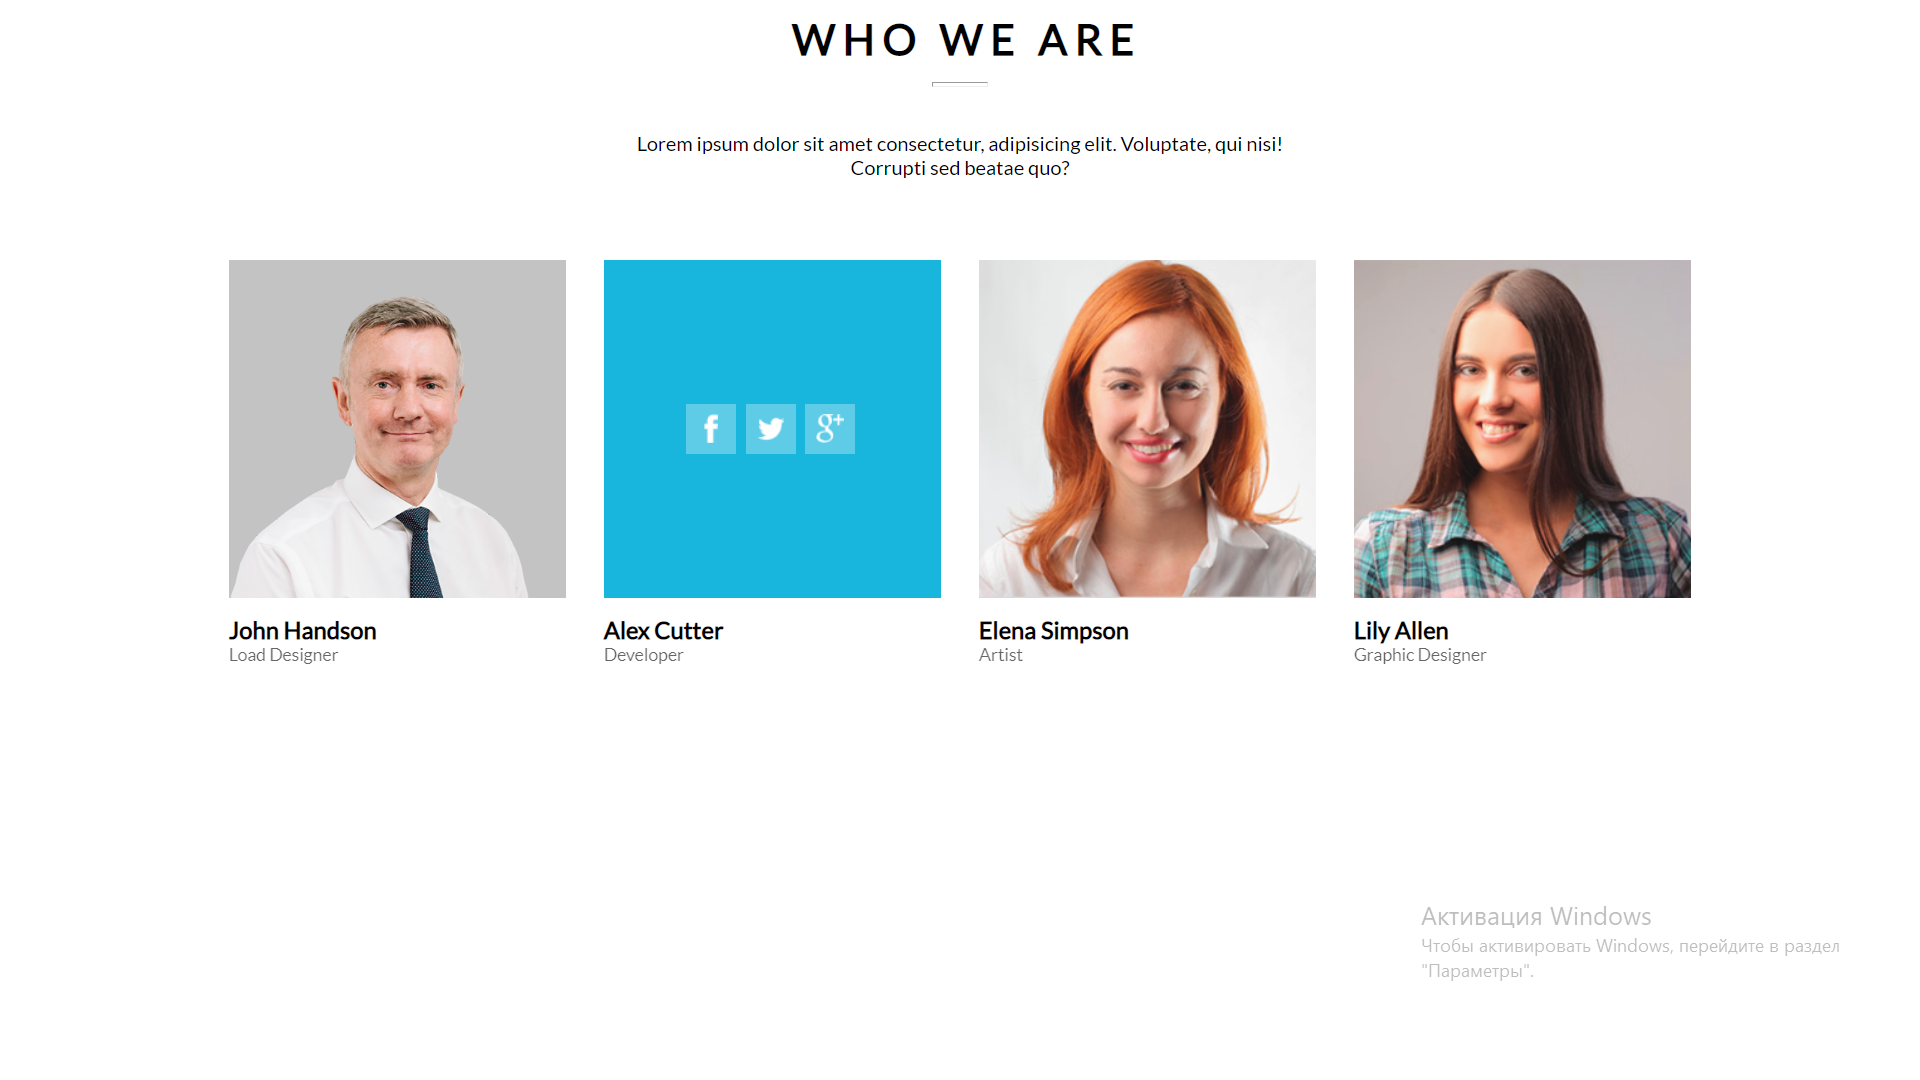 WHO WE ARE
Lorem ipsum dolor sit amet consectetur, adipisicing elit. Voluptate, qui nisi!
Corrupti sed beatae quo?
f
g+
John Handson
Load Designer
Alex Cutter
Developer
Elena Simpson
Artist
Lily Allen
Graphic Designer
Активация Windows
Чтобы активировать Windows, перейдите в раздел
"Параметры".